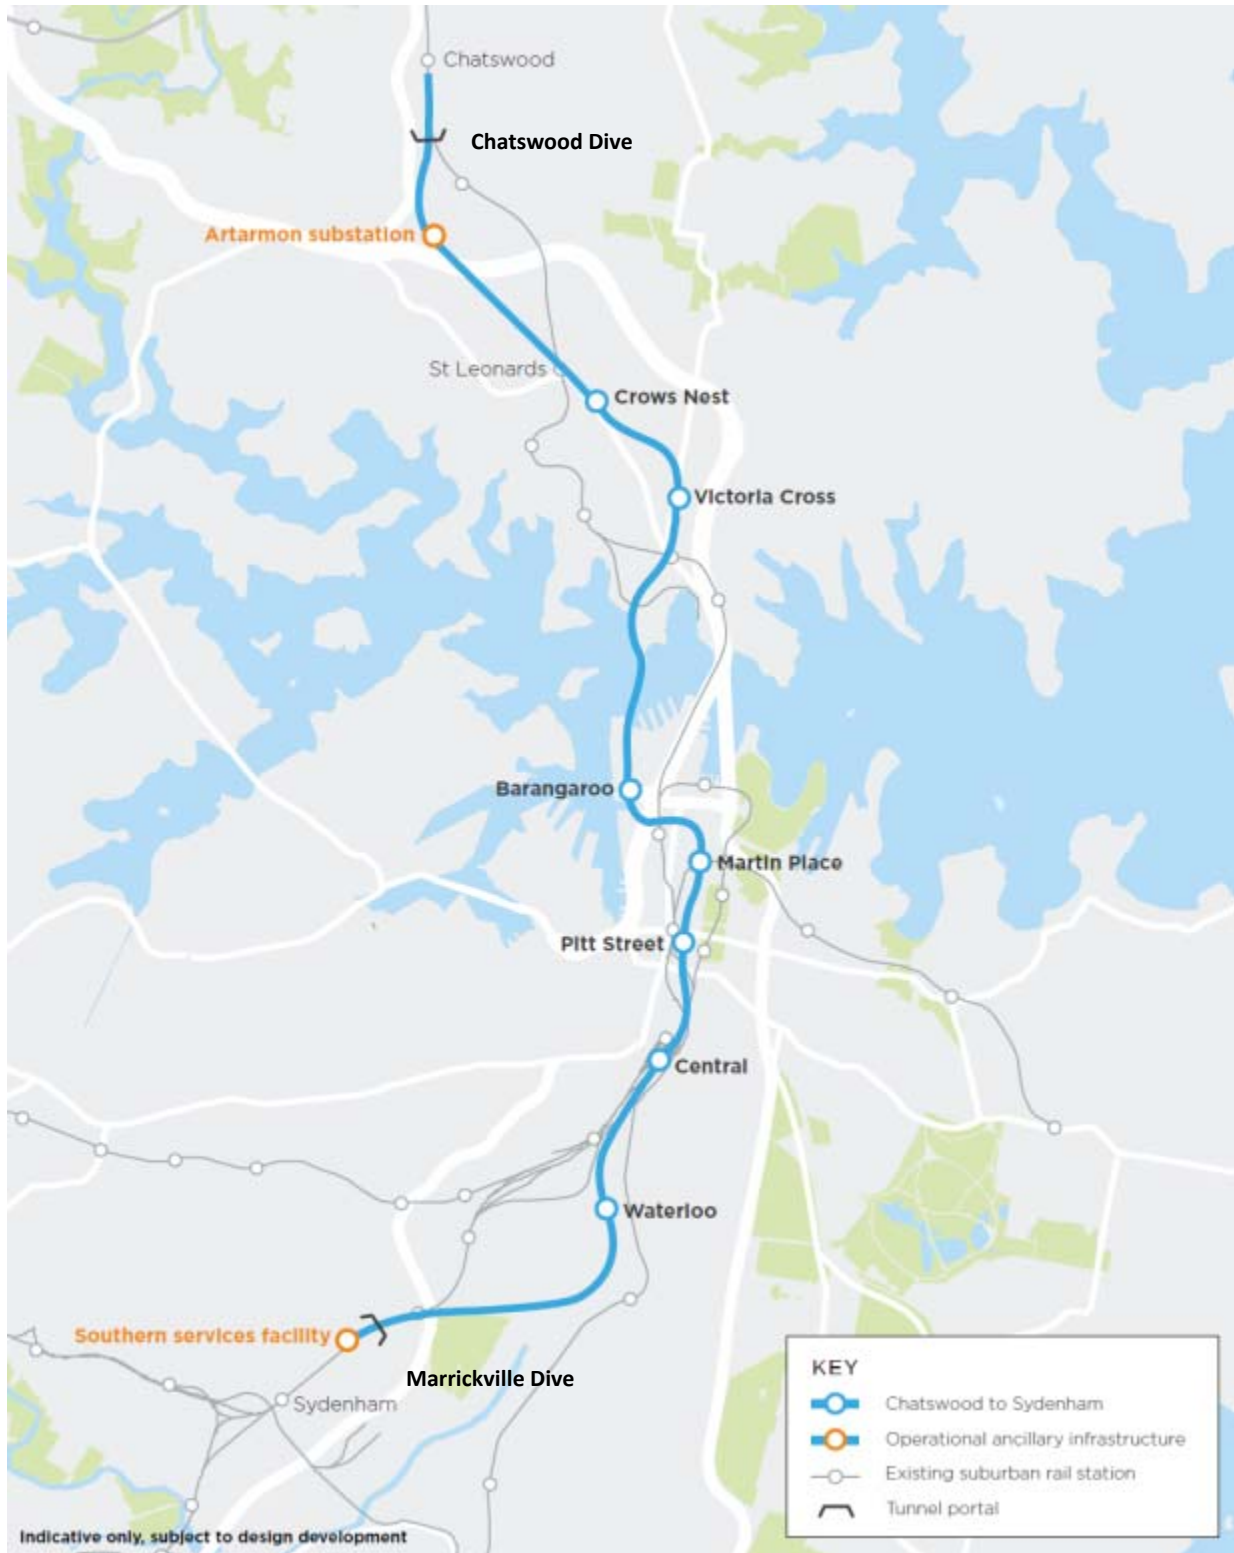 Chatswood
Chatswood Dive
Artarmon substation
St Leonards
Crows Nest
Victoria Cross
Barangaroo
Martin Place
Pitt Street
Central
Waterloo
Southern services facility
Marrickville Dive
Sydenham
KEY
Chatswood to Sydenham
Operational ancillary infrastructure
Existing suburban rail station
Tunnel portal
Indicative only, subject to design development